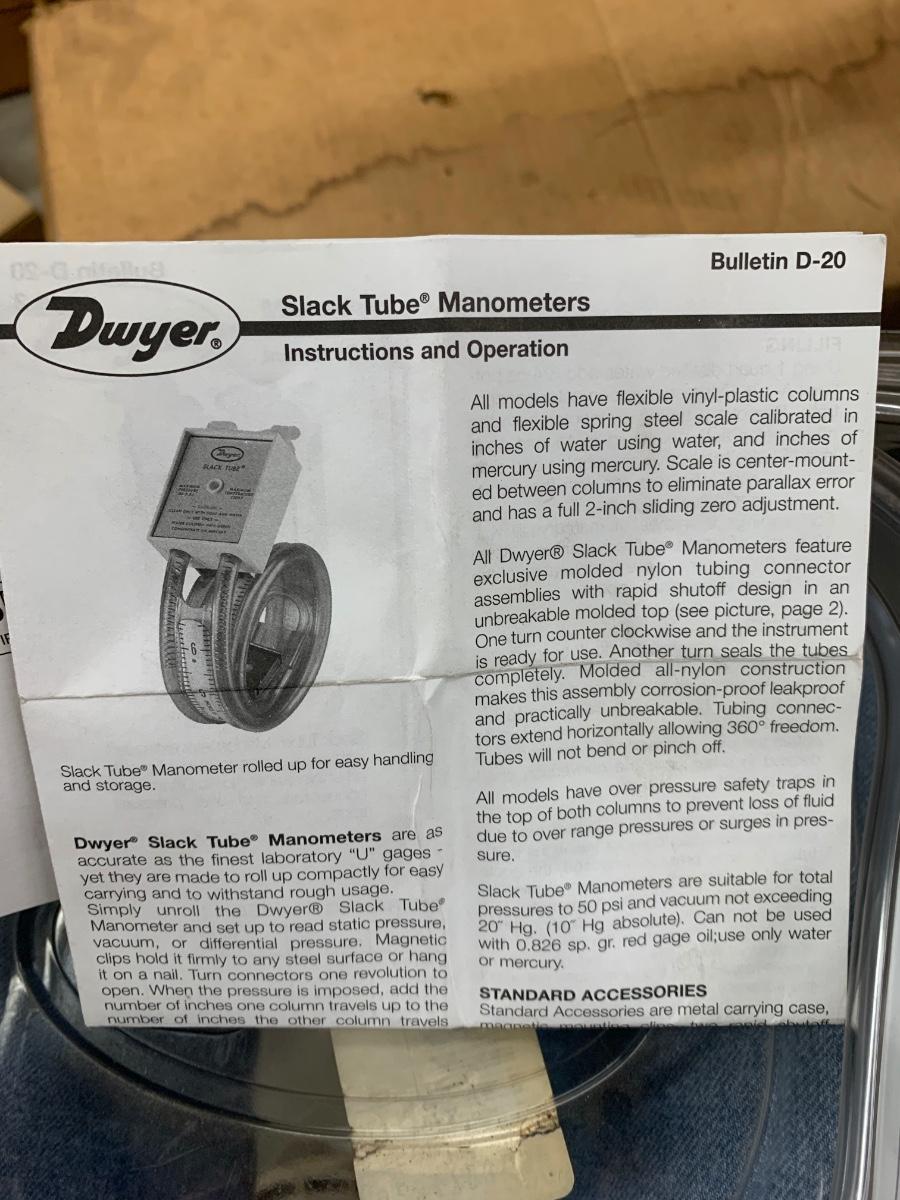 Bulletin D-20
Dwyer®
Slack Tube® Manometers
Instructions and Operation
Dwyer
SLACK TUBE®
Slack Tube® Manometer rolled up for easy handling
and storage.
Dwyer® Slack Tube® Manometers are as
accurate as the finest laboratory "U" gages -
yet they are made to roll up compactly for easy
carrying and to withstand rough usage.
Simply unroll the Dwyer® Slack Tube®
Manometer and set up to read static pressure,
vacuum, or differential pressure. Magnetic
clips hold it firmly to any steel surface or hang
it on a nail. Turn connectors one revolution to
open. When the pressure is imposed, add the
number of inches one column travels up to the
number of inches the other column travels
All models have flexible vinyl-plastic columns
and flexible spring steel scale calibrated in
inches of water using water, and inches of
mercury using mercury. Scale is center-mount-
ed between columns to eliminate parallax error
and has a full 2-inch sliding zero adjustment.
All Dwyer® Slack Tube® Manometers feature
exclusive molded nylon tubing connector
assemblies with rapid shutoff design in an
unbreakable molded top (see picture, page 2).
One turn counter clockwise and the instrument
is ready for use. Another turn seals the tubes
completely. Molded all-nylon construction
makes this assembly corrosion-proof leakproof
and practically unbreakable. Tubing connec-
tors extend horizontally allowing 360° freedom.
Tubes will not bend or pinch off.
All models have over pressure safety traps in
the top of both columns to prevent loss of fluid
due to over range pressures or surges in pres-
sure.
Slack Tube® Manometers are suitable for total
pressures to 50 psi and vacuum not exceeding
20" Hg. (10" Hg absolute). Can not be used
with 0.826 sp. gr. red gage oil;use only water
or mercury.
STANDARD ACCESSORIES
Standard Accessories are metal carrying case,
magnetic mounting clips, two rapid shutoff